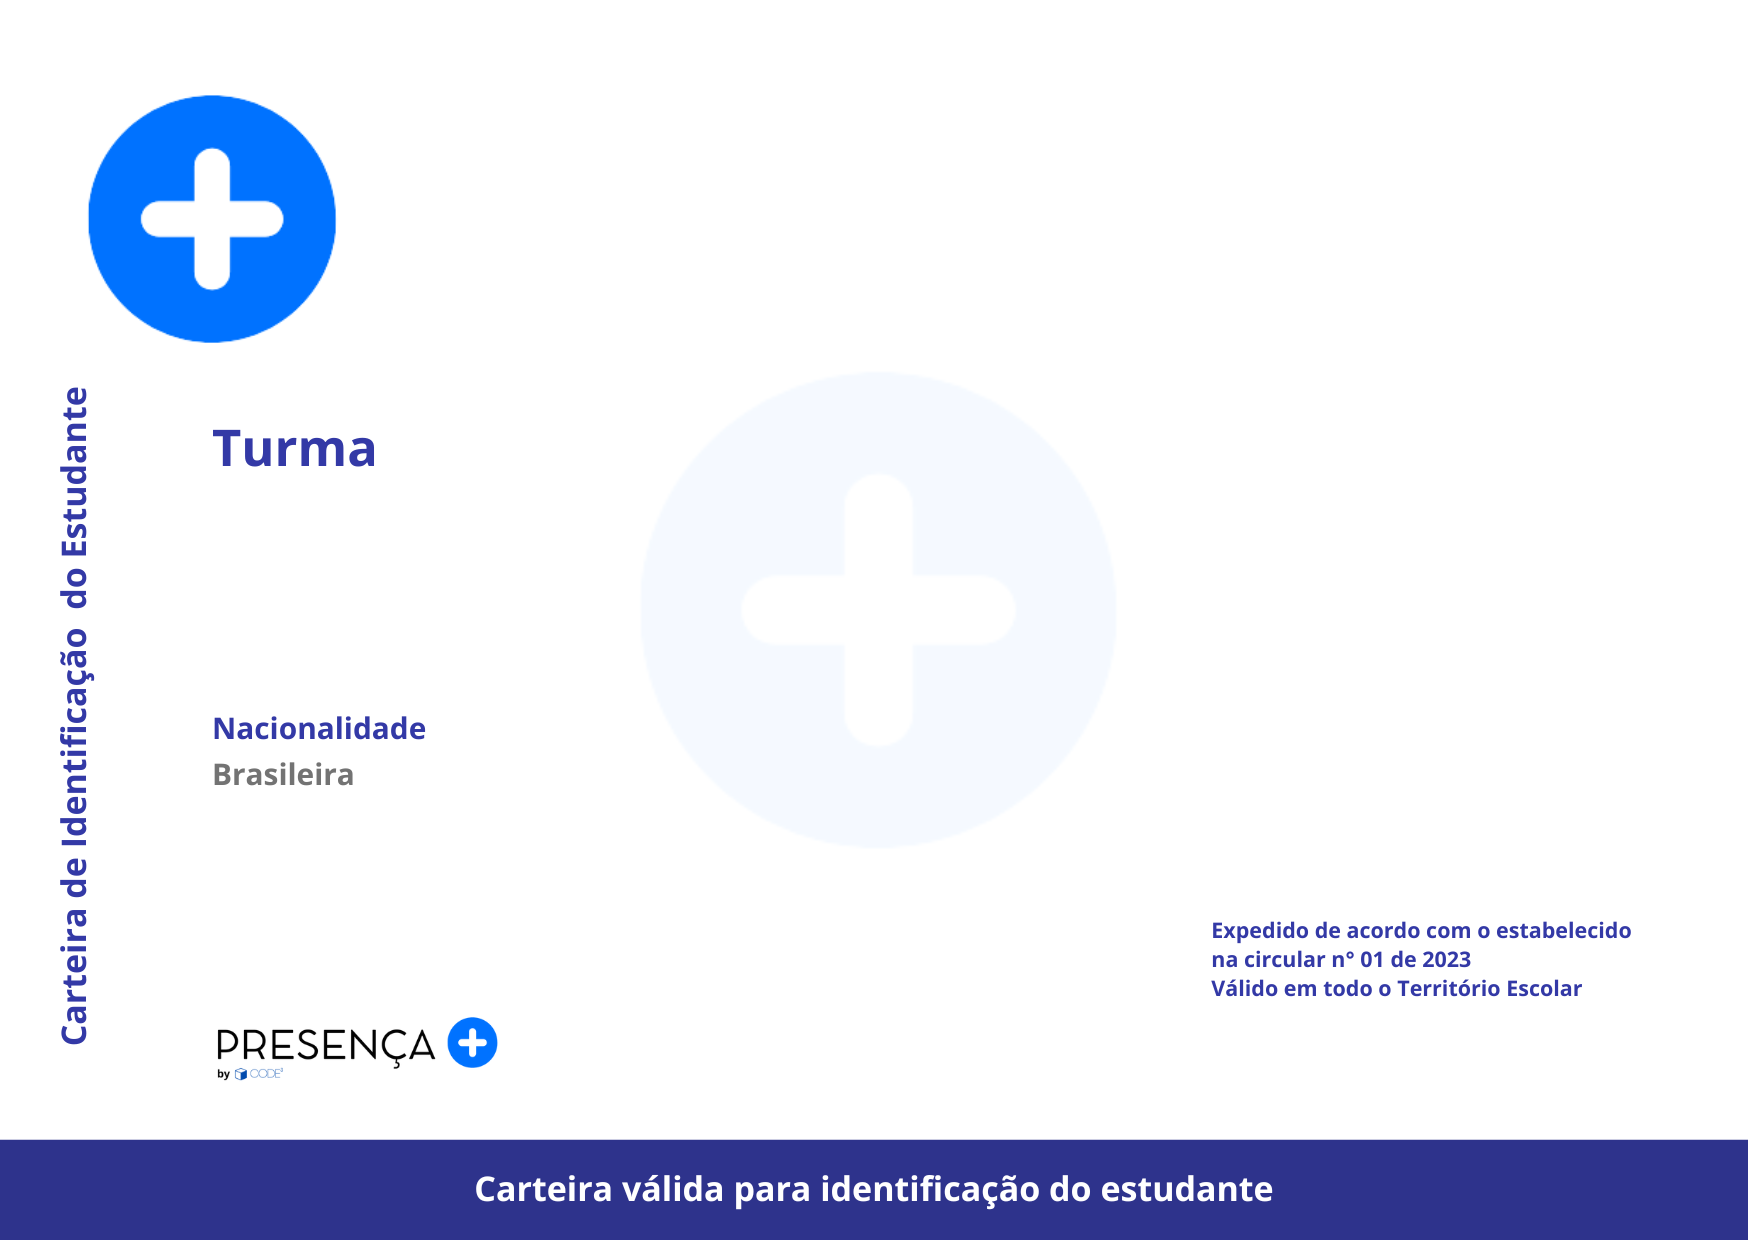 Carteira de Identificação do Estudante
Turma
Nacionalidade
Brasileira
Expedido de acordo com o estabelecido
na circular n° 01 de 2023
Válido em todo o Território Escolar
PRESENÇA
by CODE
Carteira válida para identificação do estudante